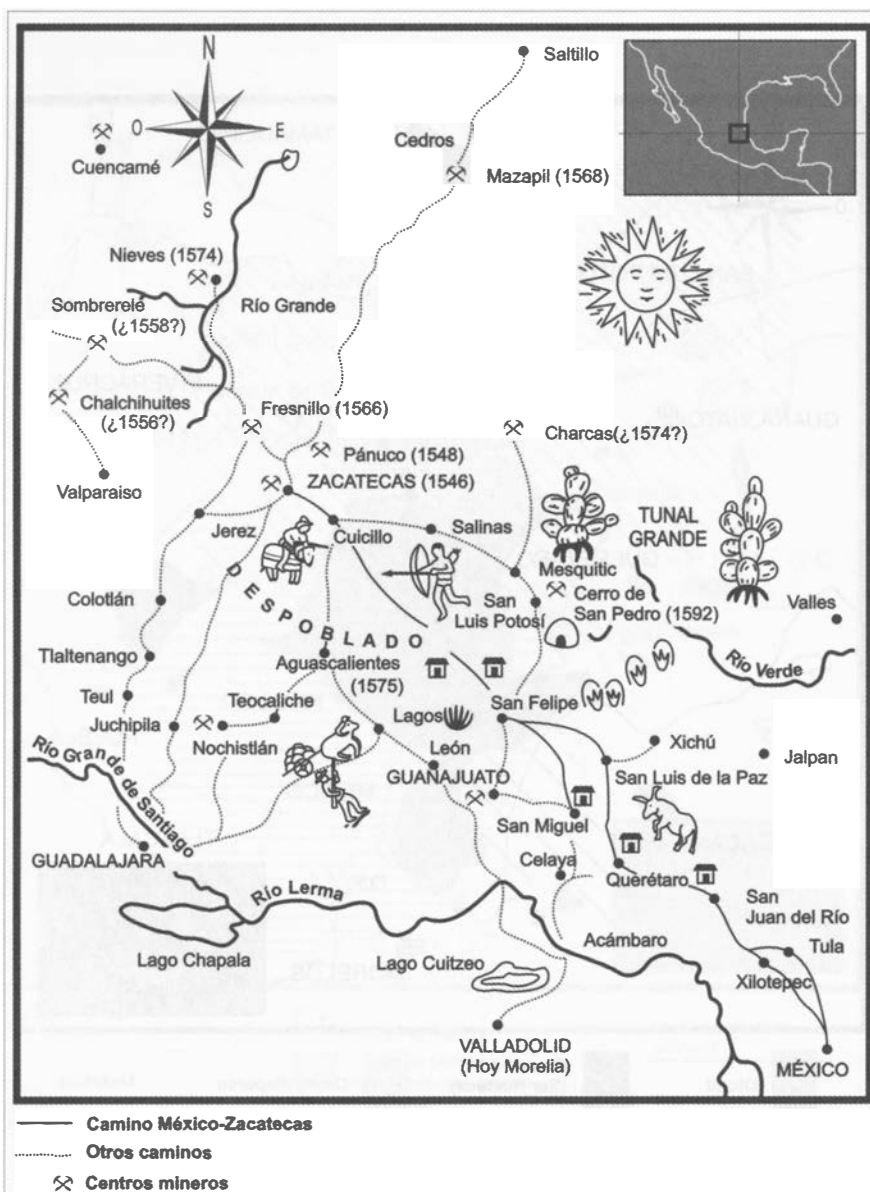 N
O
E
S
Saltillo
Cedros
Mazapil (1568)
Cuencamé
Nieves (1574)
Sombrerele
(¿1558?)
Río Grande
Chalchihuites
(¿1556?)
Fresnillo (1566)
Charcas(¿1574?)
Pánuco (1548)
ZACATECAS (1546)
Valparaiso
Jerez
Cuicillo
Salinas
TUNAL
GRANDE
Mesquitic
Cerro de
San Pedro (1592)
San
Luis Potosí
Valles
DESPOBLADO
Colotlán
Tlaltenango
Aguascalientes
(1575)
Río Verde
Teul
Teocaliche
Juchipila
Nochistlán
Lagos
San Felipe
León
GUANAJUATO
Xichú
Jalpan
San Luis de la Paz
Río Grande de Santiago
San Miguel
GUADALAJARA
Celaya
Querétaro
Río Lerma
San
Juan del Río
Lago Chapala
Lago Cuitzeo
Acámbaro
Tula
Xilotepec
VALLADOLID
(Hoy Morelia)
MÉXICO
Camino México-Zacatecas
Otros caminos
Centros mineros